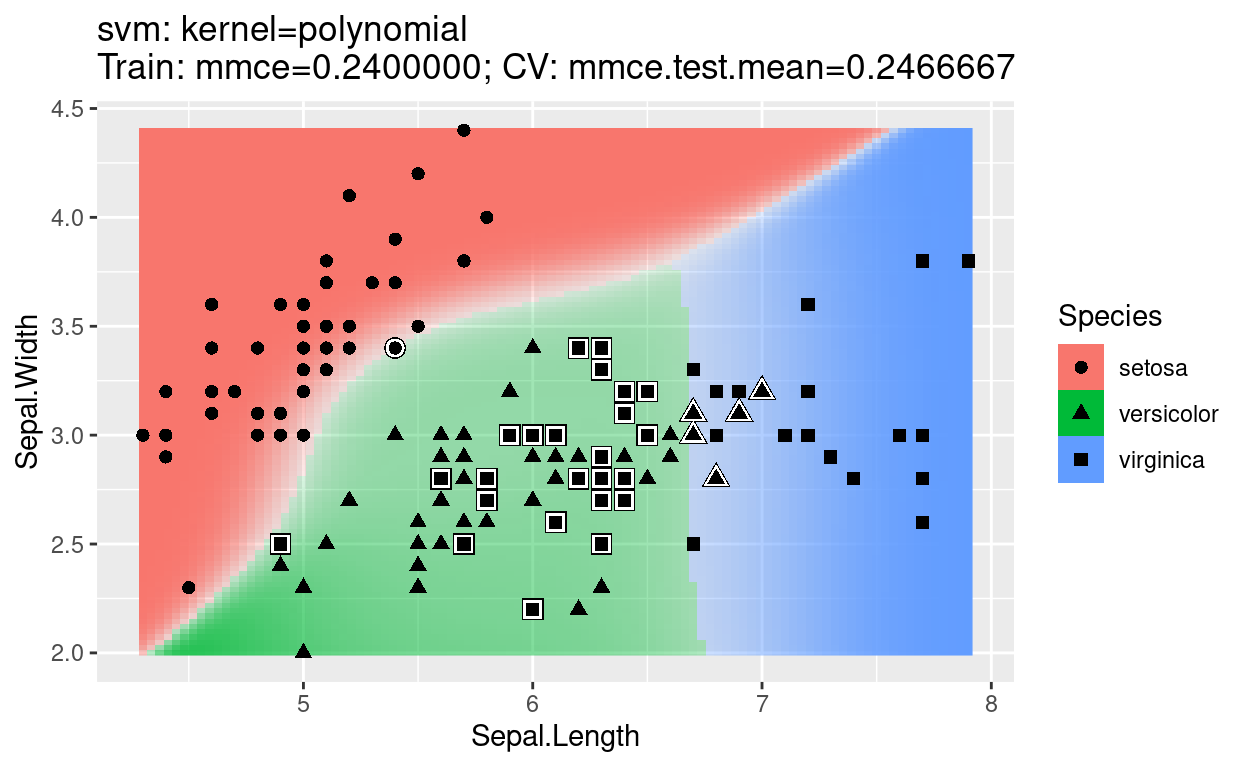 svm: kernel=polynomial
Train: mmce=0.2400000; CV: mmce.test.mean=0.2466667
4.5
4.0
3.5
3.0
2.5
2.0
Sepal.Width
5
6
7
8
Sepal.Length
Species
setosa
versicolor
virginica